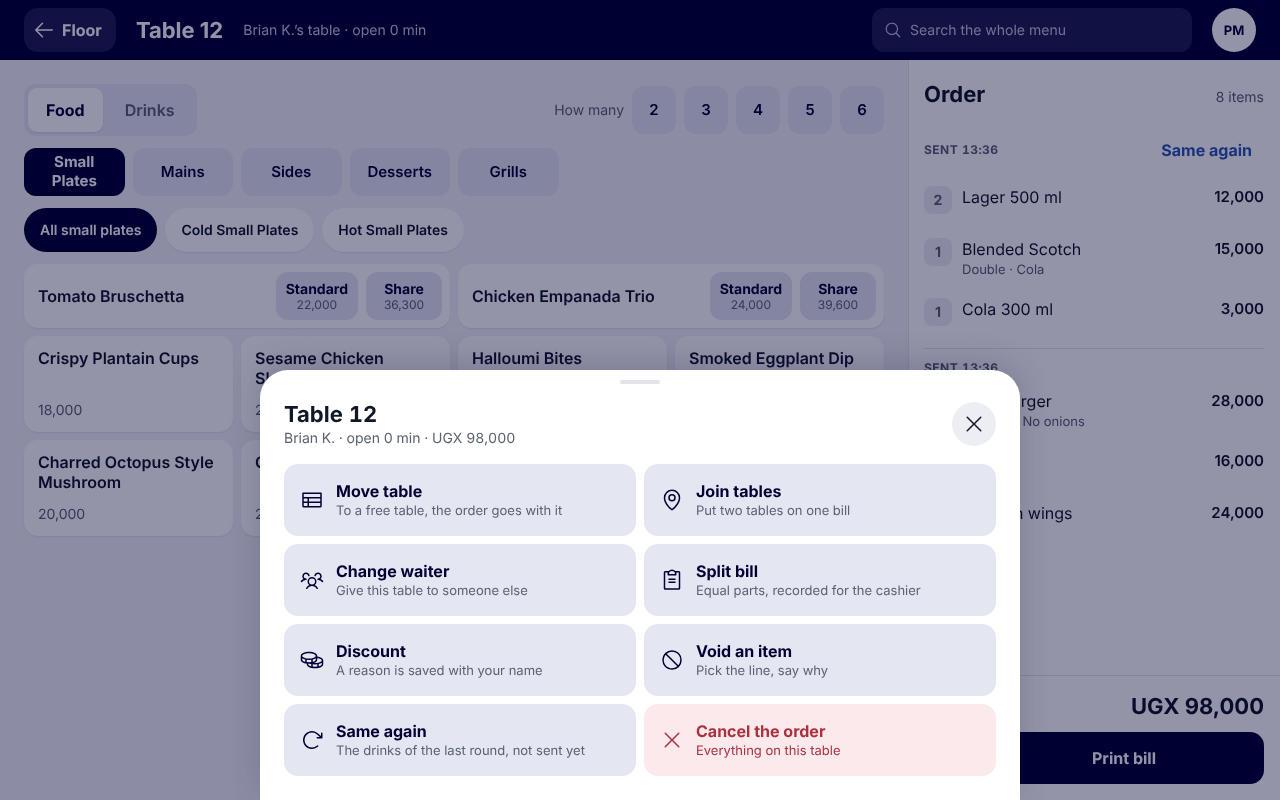 Floor
Table 12
Brian K.’s table · open 0 min
Search the whole menu
PM
Food
Drinks
How many
2
3
4
5
6
Small
Plates
Mains
Sides
Desserts
Grills
All small plates
Cold Small Plates
Hot Small Plates
Tomato Bruschetta
Standard
22,000
Share
36,300
Chicken Empanada Trio
Standard
24,000
Share
39,600
Crispy Plantain Cups
18,000
Sesame Chicken
Halloumi Bites
Smoked Eggplant Dip
Charred Octopus Style
Mushroom
20,000
Order
8 items
SENT 13:36
Same again
2 Lager 500 ml 12,000
1 Blended Scotch 15,000
Double · Cola
1 Cola 300 ml 3,000
SENT 13:36
28,000
No onions
16,000
wings 24,000
UGX 98,000
Print bill
Table 12
Brian K. · open 0 min · UGX 98,000
Move table
To a free table, the order goes with it
Join tables
Put two tables on one bill
Change waiter
Give this table to someone else
Split bill
Equal parts, recorded for the cashier
Discount
A reason is saved with your name
Void an item
Pick the line, say why
Same again
The drinks of the last round, not sent yet
Cancel the order
Everything on this table